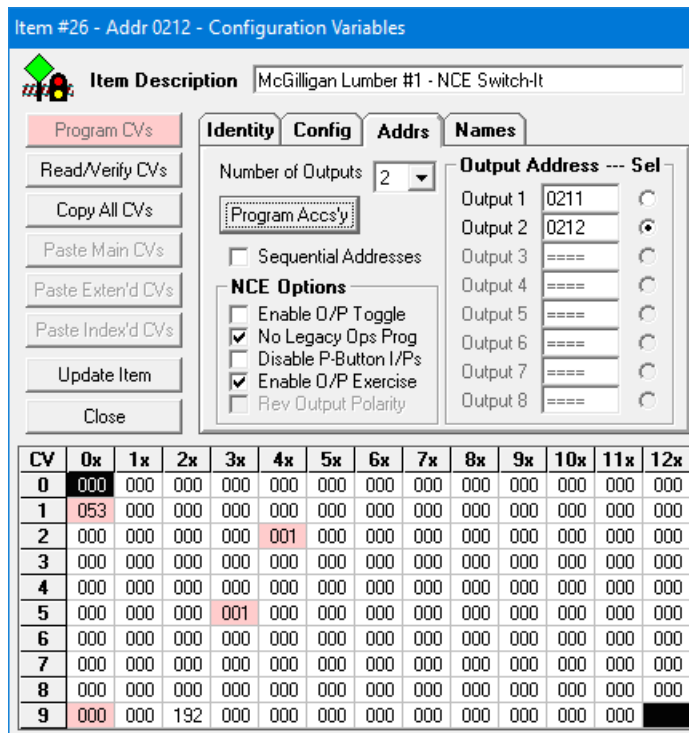 Item #26 - Addr 0212 - Configuration Variables
Item Description McGilligan Lumber #1 - NCE Switch-It
Program CVs
Read/Verify CVs
Copy All CVs
Paste Main CVs
Paste Exten'd CVs
Paste Index'd CVs
Update Item
Close
Identity Config Addrs Names
Number of Outputs 2
Program Accs'y
Sequential Addresses
NCE Options
Enable O/P Toggle
No Legacy Ops Prog
Disable P-Button I/Ps
Enable O/P Exercise
Rev Output Polarity
Output Address --- Sel
Output 1 0211
Output 2 0212
Output 3 ====
Output 4 ====
Output 5 ====
Output 6 ====
Output 7 ====
Output 8 ====
CV 0x 1x 2x 3x 4x 5x 6x 7x 8x 9x 10x 11x 12x
0 000 000 000 000 000 000 000 000 000 000 000 000 000
1 053 000 000 000 000 000 000 000 000 000 000 000 000
2 000 000 000 000 001 000 000 000 000 000 000 000 000
3 000 000 000 000 000 000 000 000 000 000 000 000 000
4 000 000 000 000 000 000 000 000 000 000 000 000 000
5 000 000 000 001 000 000 000 000 000 000 000 000 000
6 000 000 000 000 000 000 000 000 000 000 000 000 000
7 000 000 000 000 000 000 000 000 000 000 000 000 000
8 000 000 000 000 000 000 000 000 000 000 000 000 000
9 000 000 192 000 000 000 000 000 000 000 000 000